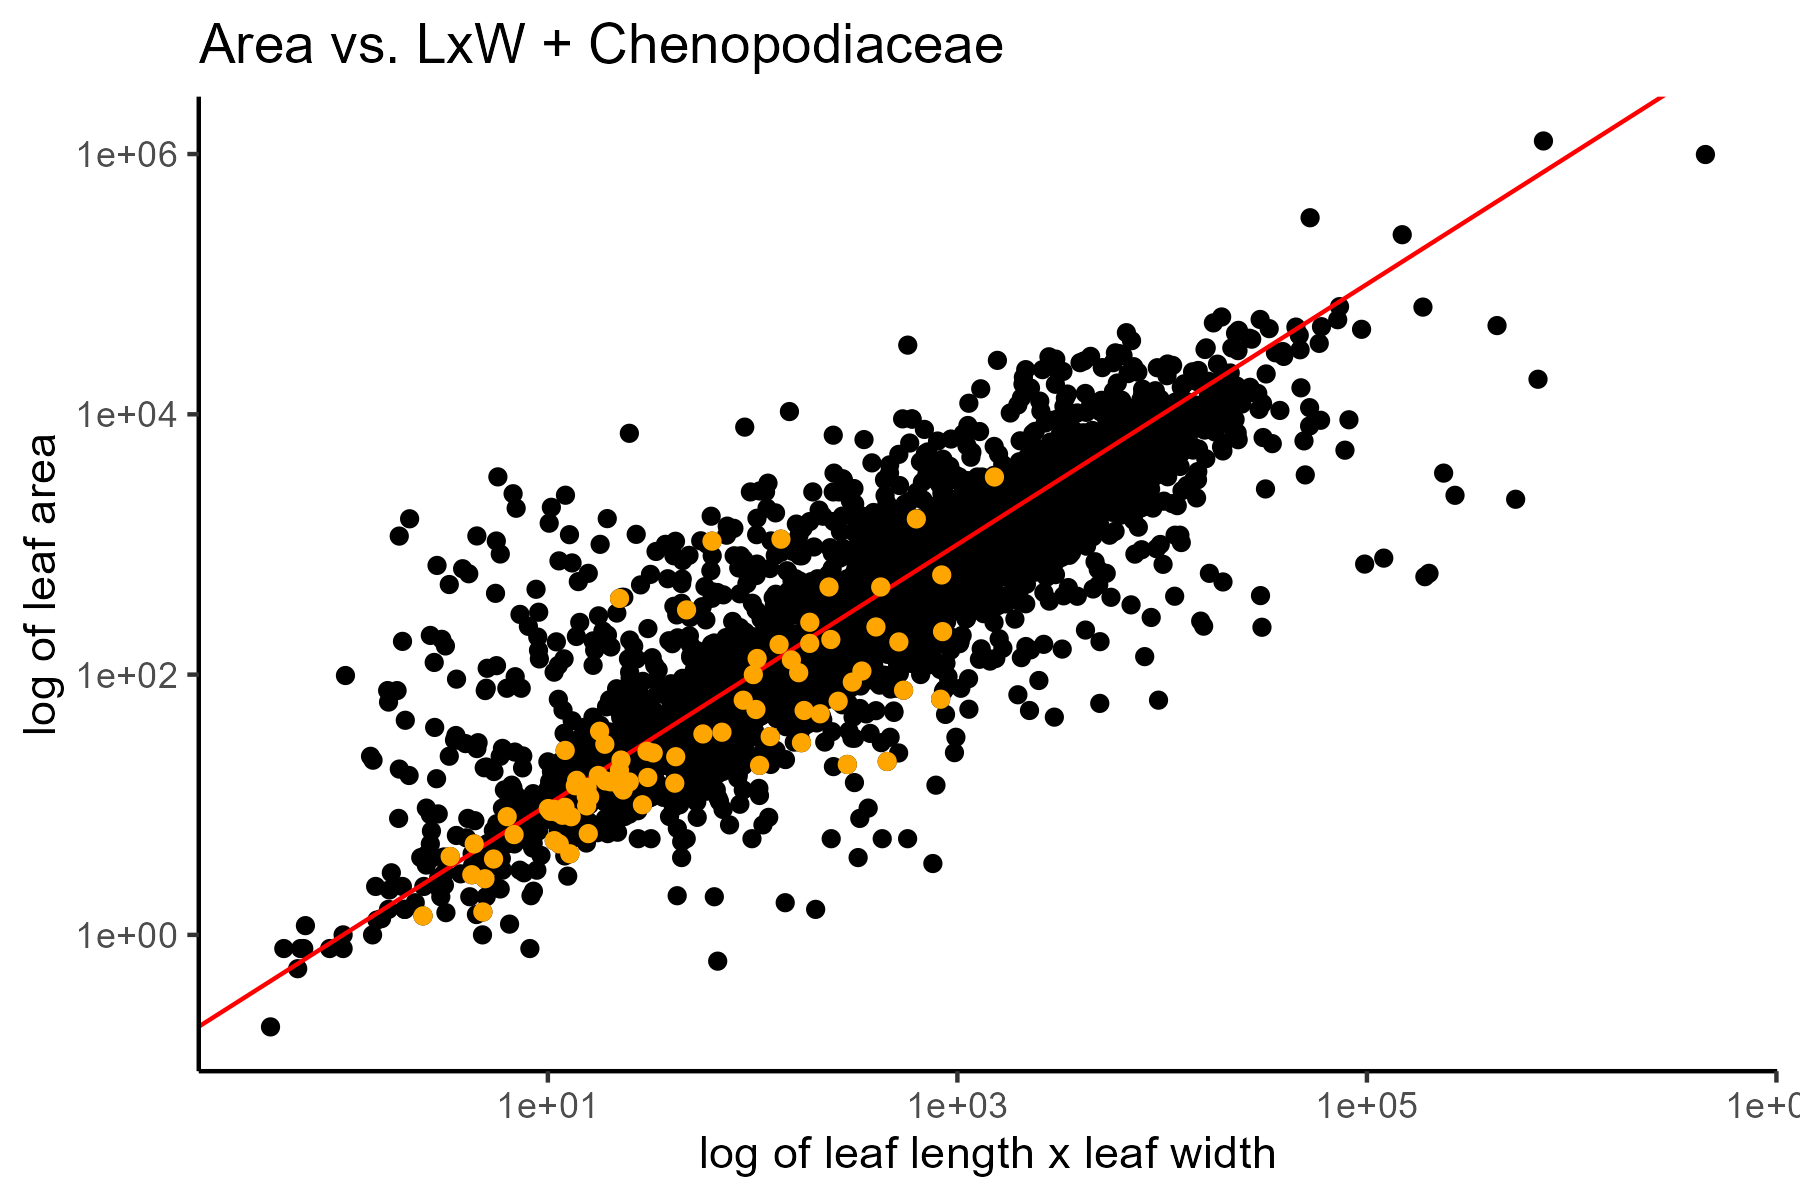 Area vs. LxW + Chenopodiaceae
log of leaf area
1e+06
1e+04
1e+02
1e+00
1e+01 1e+03 1e+05
log of leaf length x leaf width